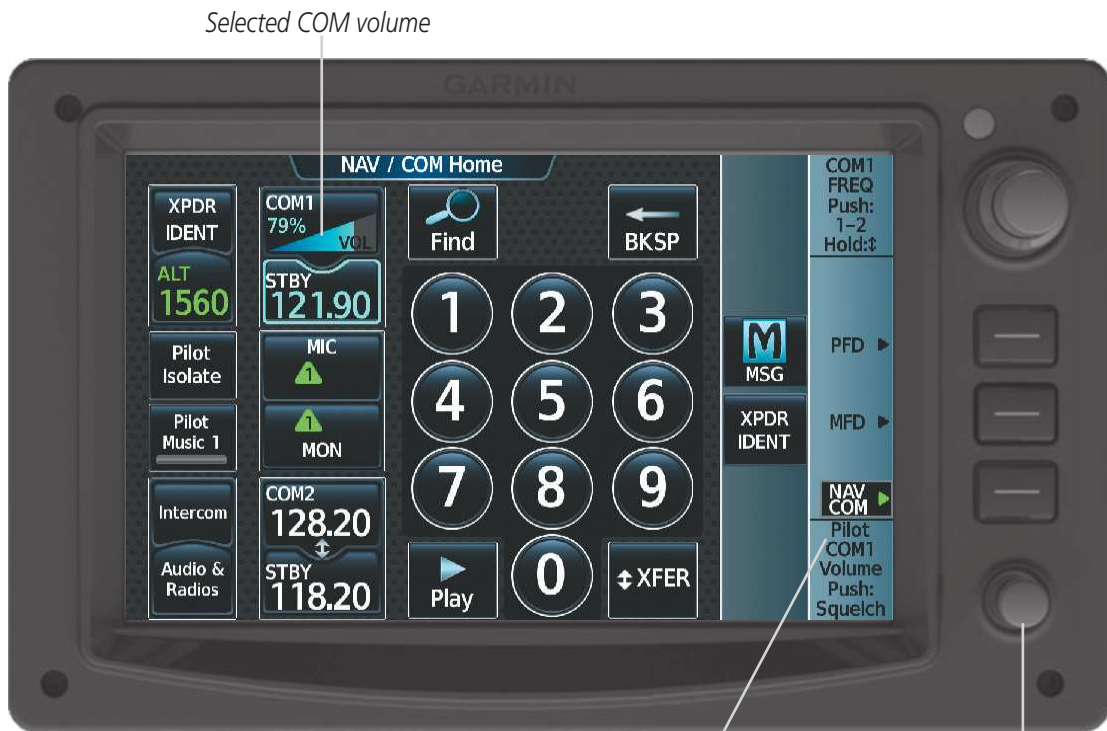 Selected COM volume
GARMIN
NAV / COM Home
XPDR
IDENT
ALT
1560
Pilot
Isolate
Pilot
Music 1
Intercom
Audio &
Radios
COM1
79%
VOL
STBY
121.90
MIC
1
1
MON
COM2
128.20
STBY
118.20
Find
BKSP
1 2 3
4 5 6
7 8 9
Play
0
XFER
MSG
XPDR
IDENT
COM1
FREQ
Push:
1–2
Hold:↕
PFD
MFD
NAV
COM
Pilot
COM1
Volume
Push:
Squelch